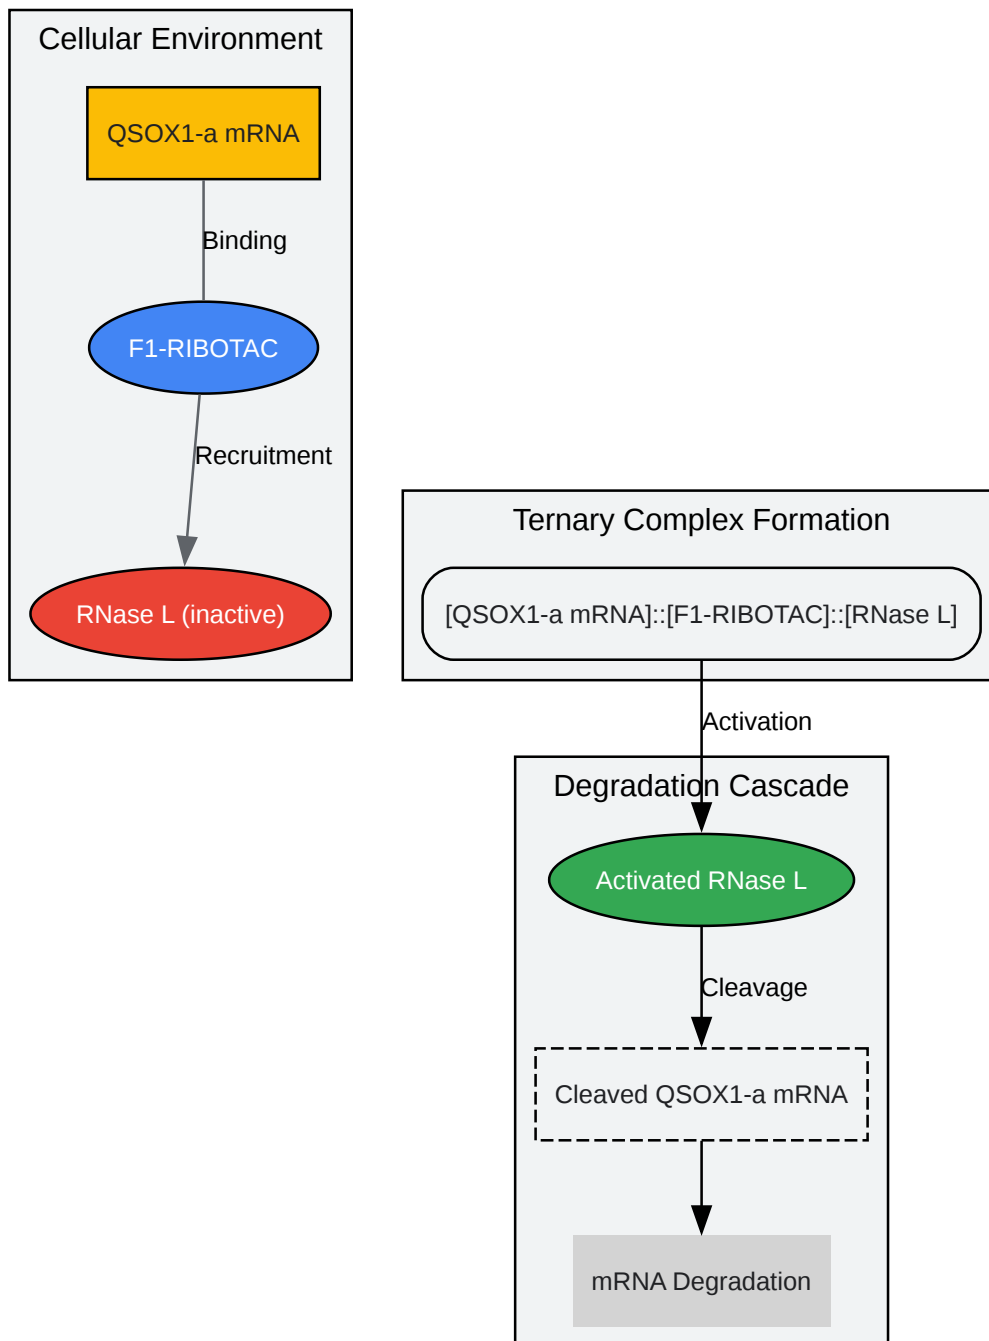 Cellular Environment
QSOX1-a mRNA
Binding
F1-RIBOTAC
Recruitment
RNase L (inactive)
Ternary Complex Formation
[QSOX1-a mRNA]::[F1-RIBOTAC]::[RNase L]
Activation
Degradation Cascade
Activated RNase L
Cleavage
Cleaved QSOX1-a mRNA
mRNA Degradation